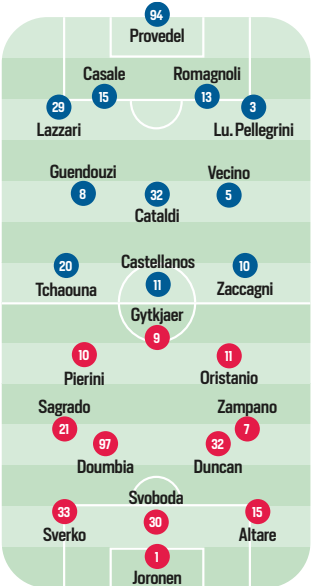 94
Provedel
Casale
Romagnoli
29
15
13
3
Lazzari
Lu. Pellegrini
Guendouzi
Vecino
8
32
5
Cataldi
20
Castellanos
10
Tchaouna
11
Zaccagni
Gytkjaer
9
10
11
Pierini
Oristanio
Sagrado
Zampano
21
97
32
7
Doumbia
Duncan
Svoboda
33
30
15
Sverko
Altare
1
Joronen